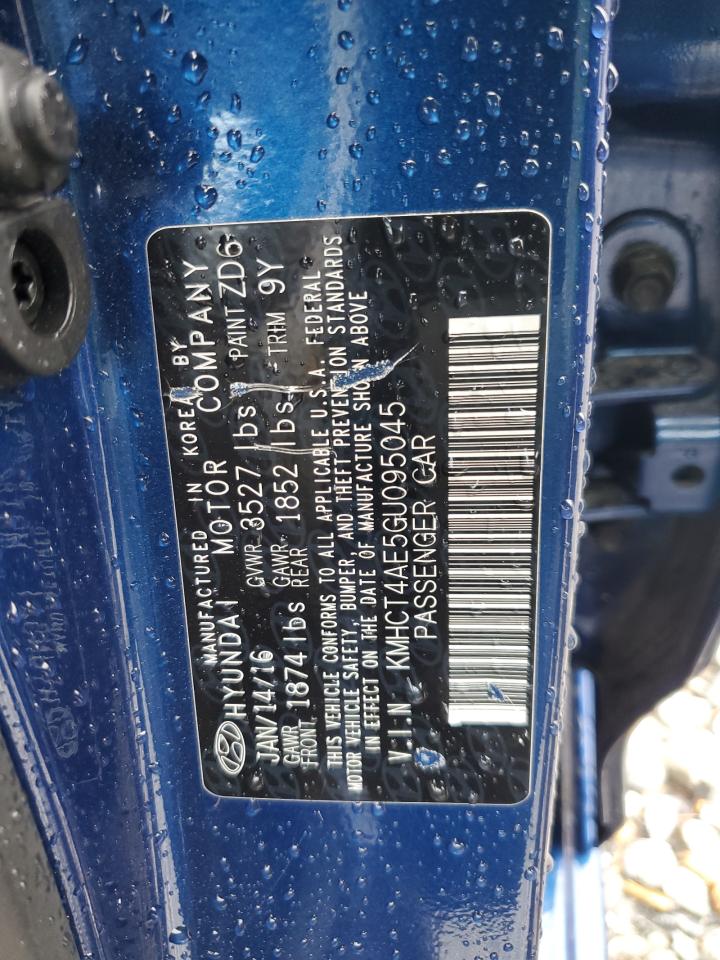 MANUFACTURED IN KOREA BY
HYUNDAI MOTOR COMPANY
JAN/14/16 GVWR 3527 lbs PAINT ZD6
GAWR FRONT 1874 lbs GAWR REAR 1852 lbs TRIM 9Y
THIS VEHICLE CONFORMS TO ALL APPLICABLE U.S.A. FEDERAL
MOTOR VEHICLE SAFETY, BUMPER, AND THEFT PREVENTION STANDARDS
IN EFFECT ON THE DATE OF MANUFACTURE SHOWN ABOVE
V.I.N KMHCT4AE5GU095045
PASSENGER CAR